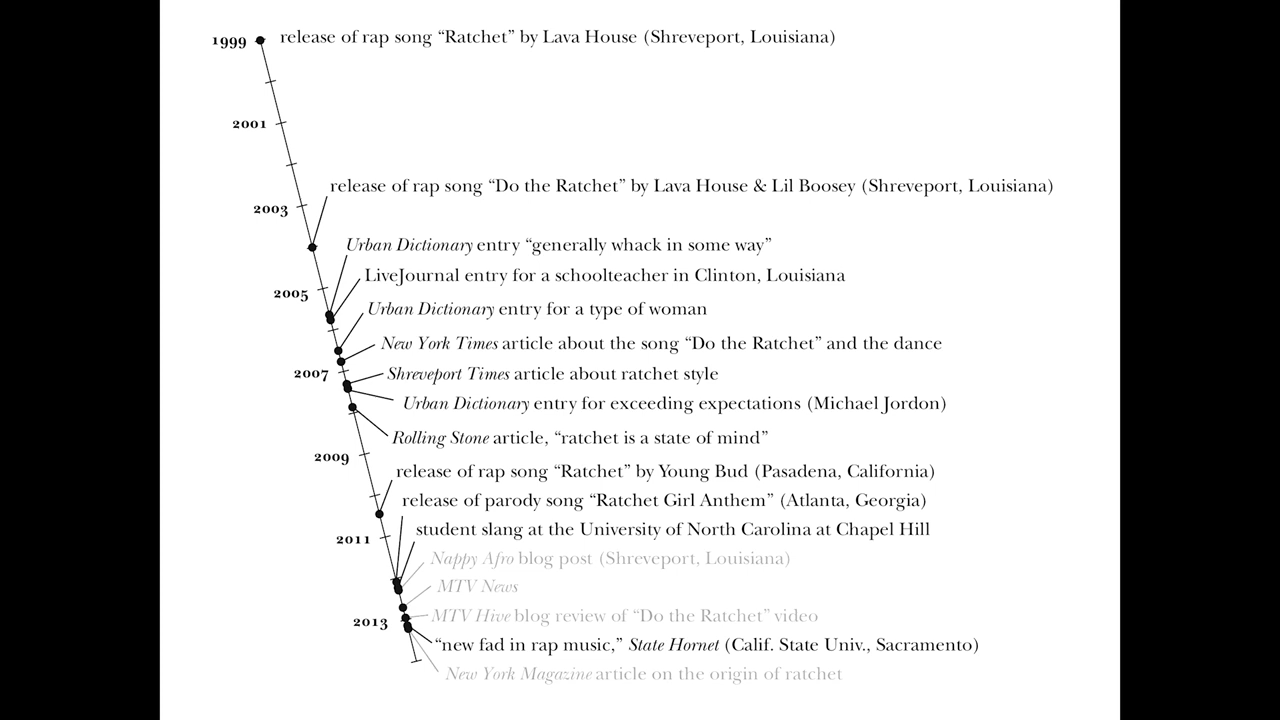 1999 release of rap song “Ratchet” by Lava House (Shreveport, Louisiana)
2001
release of rap song “Do the Ratchet” by Lava House & Lil Boosey (Shreveport, Louisiana)
2003
Urban Dictionary entry “generally whack in some way”
LiveJournal entry for a schoolteacher in Clinton, Louisiana
2005
Urban Dictionary entry for a type of woman
New York Times article about the song “Do the Ratchet” and the dance
2007 Shreveport Times article about ratchet style
Urban Dictionary entry for exceeding expectations (Michael Jordon)
Rolling Stone article, “ratchet is a state of mind”
2009
release of rap song “Ratchet” by Young Bud (Pasadena, California)
release of parody song “Ratchet Girl Anthem” (Atlanta, Georgia)
student slang at the University of North Carolina at Chapel Hill
2011
Nappy Afro blog post (Shreveport, Louisiana)
MTV News
MTV Hive blog review of “Do the Ratchet” video
2013
“new fad in rap music,” State Hornet (Calif. State Univ., Sacramento)
New York Magazine article on the origin of ratchet